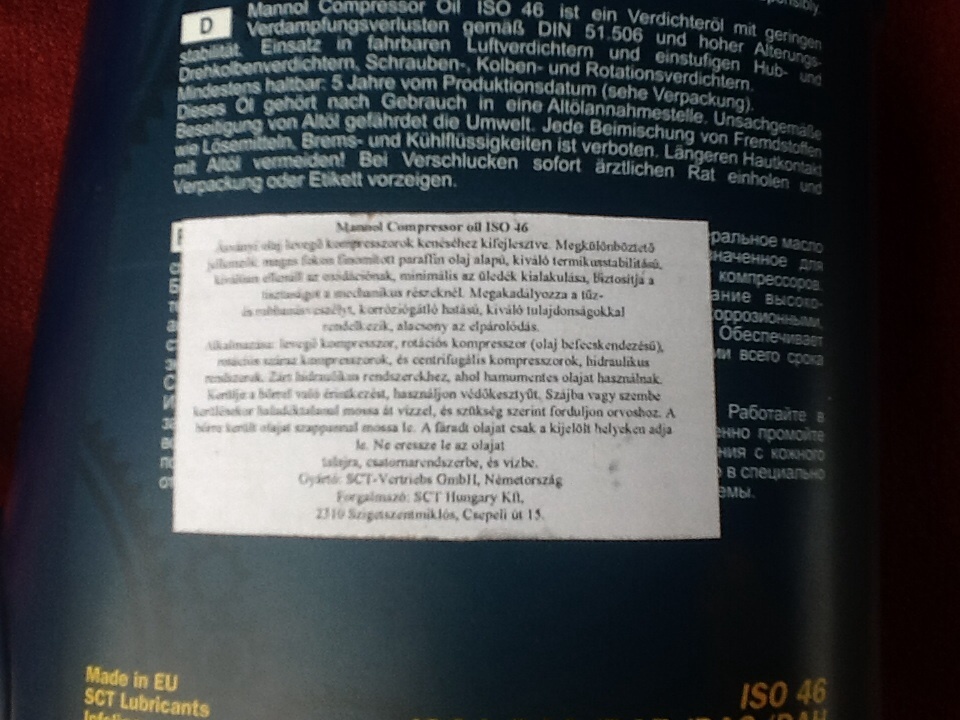 D
Mannol Compressor Oil ISO 46 ist ein Verdichteröl mit geringen
Verdampfungsverlusten gemäß DIN 51.506 und hoher Alterungs-
stabilität. Einsatz in fahrbaren Luftverdichtern und einstufigen Hub- und
Drehkolbenverdichtern, Schrauben-, Kolben- und Rotationsverdichtern.
Mindestens haltbar: 5 Jahre vom Produktionsdatum (sehe Verpackung).
Dieses Öl gehört nach Gebrauch in eine Altölannahmestelle. Unsachgemäße
Beseitigung von Altöl gefährdet die Umwelt. Jede Beimischung von Fremdstoffen
wie Lösemitteln, Brems- und Kühlflüssigkeiten ist verboten. Längeren Hautkontakt
mit Altöl vermeiden! Bei Verschlucken sofort ärztlichen Rat einholen und
Verpackung oder Etikett vorzeigen.
Mannol Compressor oil ISO 46
Ásványi olaj levegő kompresszorok kenéséhez kifejlesztve. Megkülönböztető
jellemzők: magas fokon finomított paraffin olaj alapú, kiváló termikusstabilitású,
kiválóan ellenáll az oxidációnak, minimális az üledék kialakulása, Biztosítja a
tisztaságot a mechanikus részeknél. Megakadályozza a tűz-
és robbanásveszélyt, korróziógátló hatású, kiváló tulajdonságokkal
rendelkezik, alacsony az elpárolódás.
Alkalmazása: levegő kompresszor, rotációs kompresszor (olaj befecskendezésű),
rotációs száraz kompresszorok, és centrifugális kompresszorok, hidraulikus
rendszerek. Zárt hidraulikus rendszerekhez, ahol hamumentes olajat használnak.
Kerülje a bőrrel való érintkezést, használjon védőkesztyűt. Szájba vagy szembe
kerülésekor haladéktalanul mossa át vízzel, és szükség szerint forduljon orvoshoz. A
bőrre került olajat szappannal mossa le. A fáradt olajat csak a kijelölt helyeken adja
le. Ne eressze le az olajat
talajra, csatornarendszerbe, és vízbe.
Gyártó: SCT-Vertriebs GmbH, Németország
Forgalmazó: SCT Hungary Kft,
2310 Szigetszentmiklós, Csepeli út 15.
масло
для
компрессоров.
высоко-
Обеспечивает
всего срока
Работайте в
промойте
с кожного
в специально
Made in EU
SCT Lubricants
ISO 46